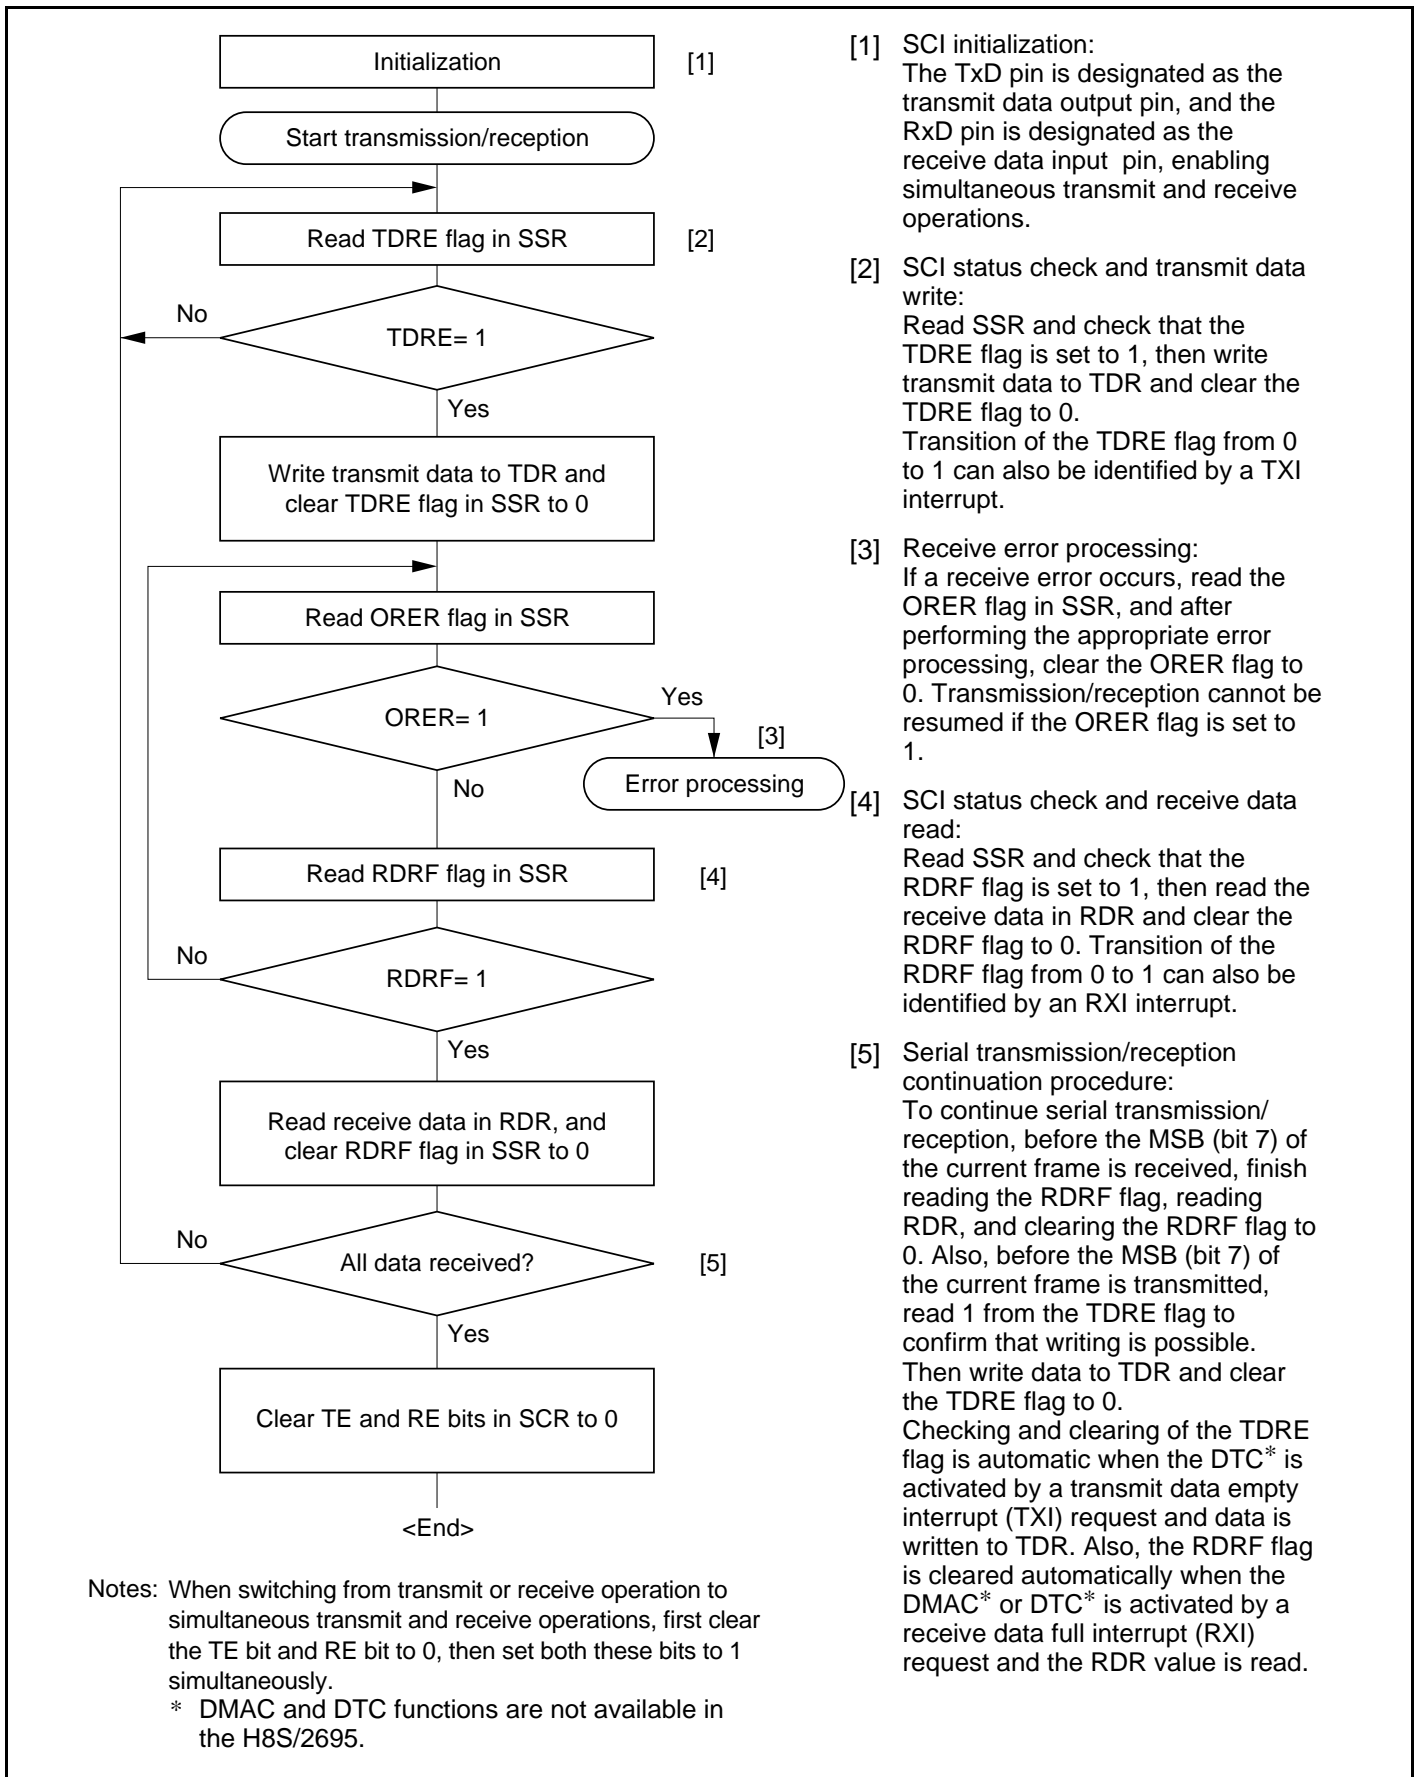 Initialization
[1]
Start transmission/reception
Read TDRE flag in SSR
[2]
No
TDRE= 1
Yes
Write transmit data to TDR and
clear TDRE flag in SSR to 0
Read ORER flag in SSR
ORER= 1
Yes
[3]
Error processing
No
Read RDRF flag in SSR
[4]
No
RDRF= 1
Yes
Read receive data in RDR, and
clear RDRF flag in SSR to 0
No
All data received?
[5]
Yes
Clear TE and RE bits in SCR to 0
<End>
Notes: When switching from transmit or receive operation to
simultaneous transmit and receive operations, first clear
the TE bit and RE bit to 0, then set both these bits to 1
simultaneously.
* DMAC and DTC functions are not available in
the H8S/2695.
[1] SCI initialization:
The TxD pin is designated as the
transmit data output pin, and the
RxD pin is designated as the
receive data input pin, enabling
simultaneous transmit and receive
operations.
[2] SCI status check and transmit data
write:
Read SSR and check that the
TDRE flag is set to 1, then write
transmit data to TDR and clear the
TDRE flag to 0.
Transition of the TDRE flag from 0
to 1 can also be identified by a TXI
interrupt.
[3] Receive error processing:
If a receive error occurs, read the
ORER flag in SSR, and after
performing the appropriate error
processing, clear the ORER flag to
0. Transmission/reception cannot be
resumed if the ORER flag is set to
1.
[4] SCI status check and receive data
read:
Read SSR and check that the
RDRF flag is set to 1, then read the
receive data in RDR and clear the
RDRF flag to 0. Transition of the
RDRF flag from 0 to 1 can also be
identified by an RXI interrupt.
[5] Serial transmission/reception
continuation procedure:
To continue serial transmission/
reception, before the MSB (bit 7) of
the current frame is received, finish
reading the RDRF flag, reading
RDR, and clearing the RDRF flag to
0. Also, before the MSB (bit 7) of
the current frame is transmitted,
read 1 from the TDRE flag to
confirm that writing is possible.
Then write data to TDR and clear
the TDRE flag to 0.
Checking and clearing of the TDRE
flag is automatic when the DTC* is
activated by a transmit data empty
interrupt (TXI) request and data is
written to TDR. Also, the RDRF flag
is cleared automatically when the
DMAC* or DTC* is activated by a
receive data full interrupt (RXI)
request and the RDR value is read.